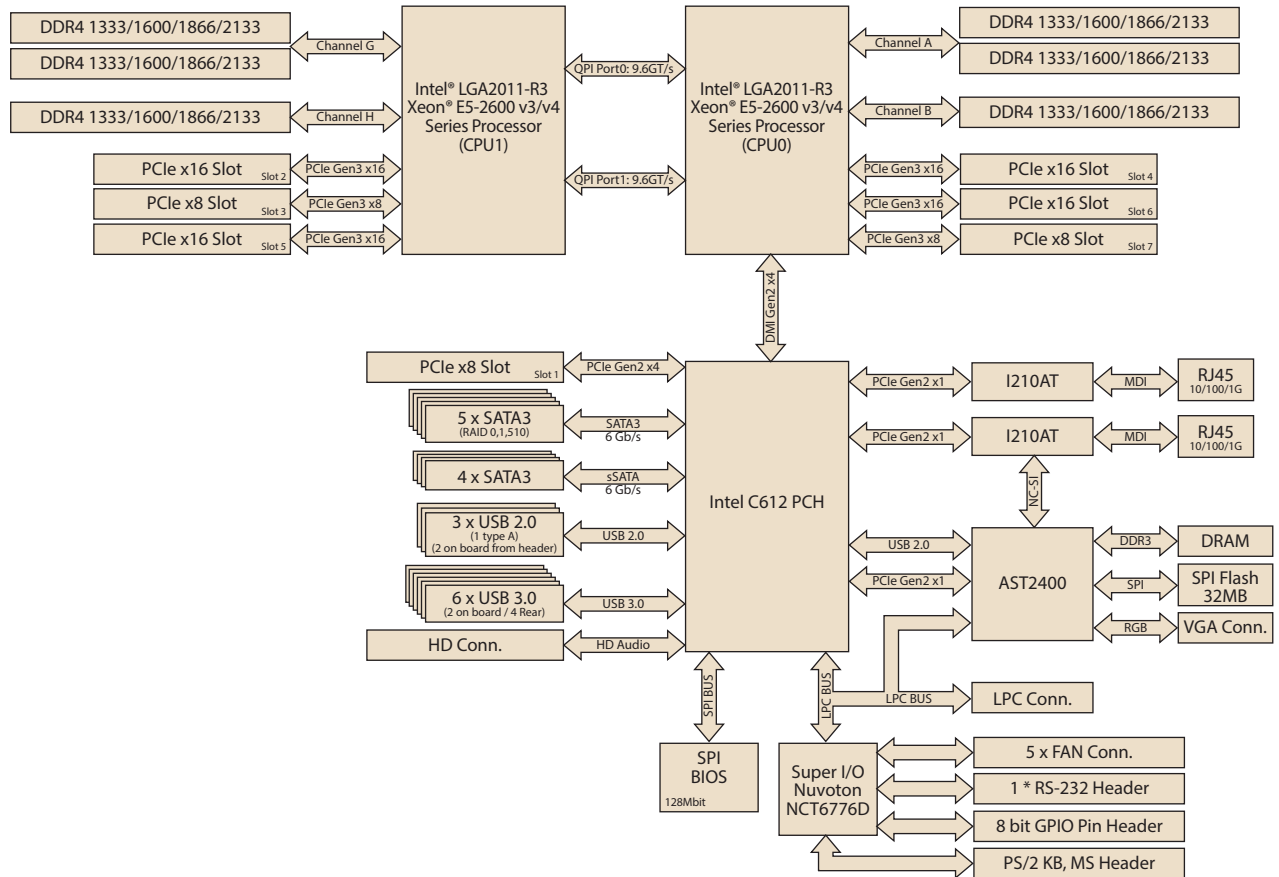 DDR4 1333/1600/1866/2133
DDR4 1333/1600/1866/2133
Channel G
DDR4 1333/1600/1866/2133
Channel H
PCIe x16 Slot
Slot 2
PCIe Gen3 x16
PCIe x8 Slot
Slot 3
PCIe Gen3 x8
PCIe x16 Slot
Slot 5
PCIe Gen3 x16
Intel® LGA2011-R3
Xeon® E5-2600 v3/v4
Series Processor
(CPU1)
QPI Port0: 9.6GT/s
QPI Port1: 9.6GT/s
Intel® LGA2011-R3
Xeon® E5-2600 v3/v4
Series Processor
(CPU0)
Channel A
DDR4 1333/1600/1866/2133
DDR4 1333/1600/1866/2133
Channel B
DDR4 1333/1600/1866/2133
PCIe Gen3 x16
PCIe x16 Slot
Slot 4
PCIe Gen3 x16
PCIe x16 Slot
Slot 6
PCIe Gen3 x8
PCIe x8 Slot
Slot 7
DMI Gen2 x4
PCIe x8 Slot
Slot 1
PCIe Gen2 x4
5 x SATA3
(RAID 0,1,510)
SATA3
6 Gb/s
4 x SATA3
sSATA
6 Gb/s
3 x USB 2.0
(1 type A)
(2 on board from header)
USB 2.0
6 x USB 3.0
(2 on board / 4 Rear)
USB 3.0
HD Conn.
HD Audio
Intel C612 PCH
PCIe Gen2 x1
I210AT
MDI
RJ45
10/100/1G
PCIe Gen2 x1
I210AT
MDI
RJ45
10/100/1G
NC-SI
USB 2.0
PCIe Gen2 x1
AST2400
DDR3
DRAM
SPI
SPI Flash
32MB
RGB
VGA Conn.
SPI BUS
LPC BUS
LPC BUS
LPC Conn.
SPI
BIOS
128Mbit
Super I/O
Nuvoton
NCT6776D
5 x FAN Conn.
1 * RS-232 Header
8 bit GPIO Pin Header
PS/2 KB, MS Header